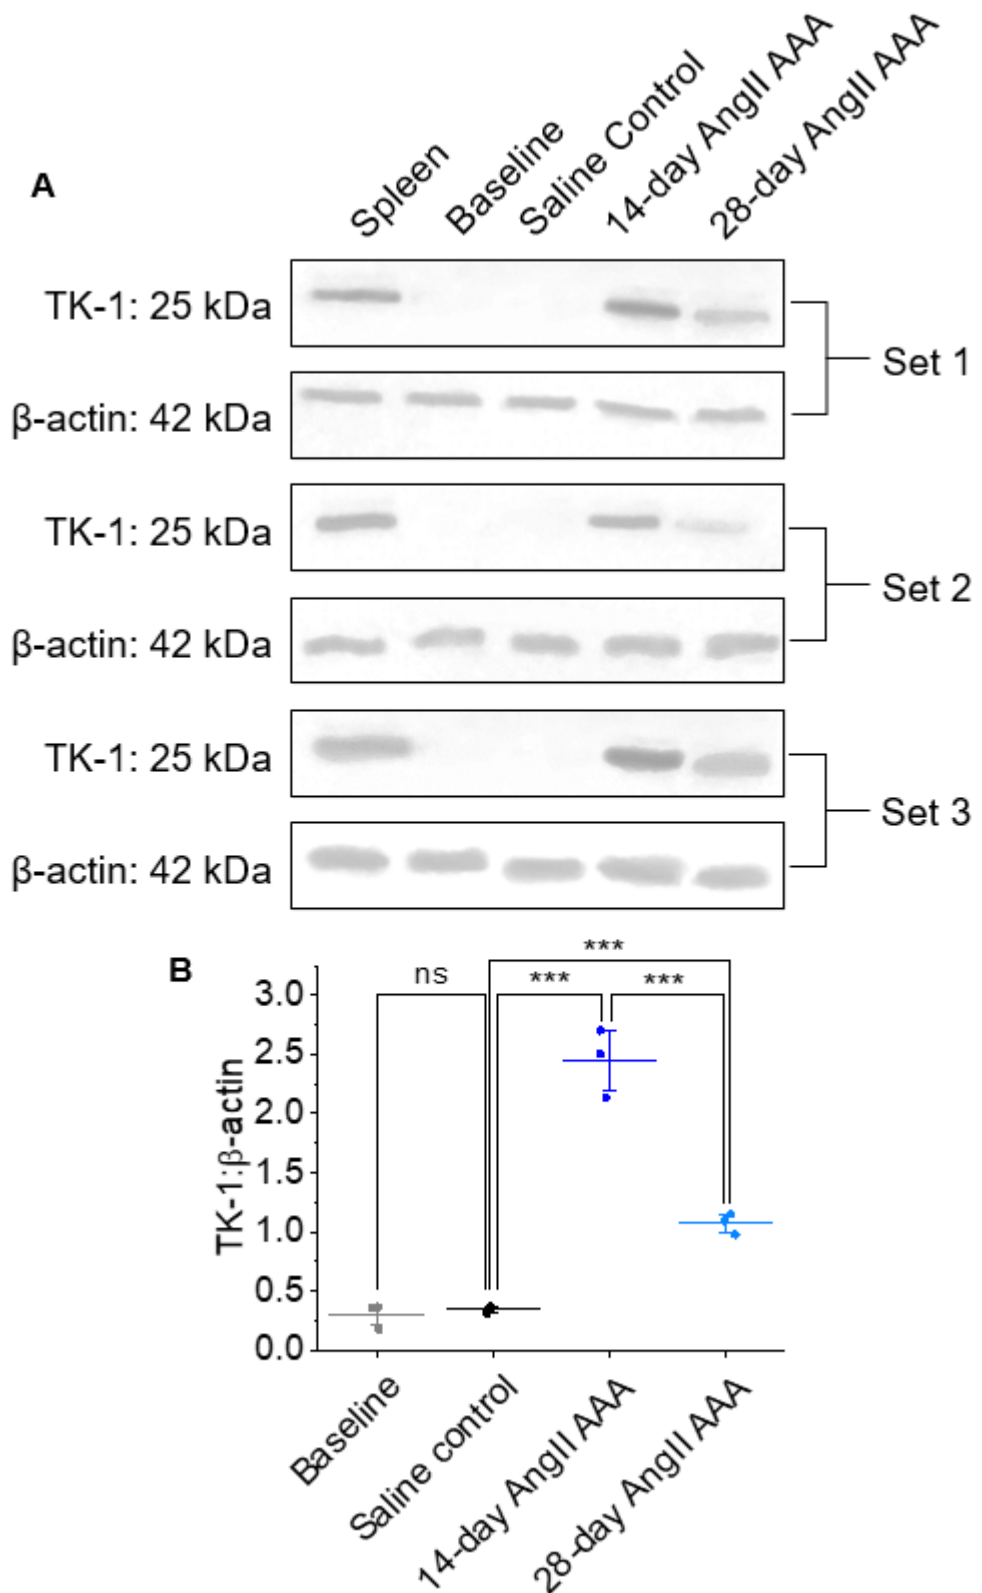 A
Spleen
Baseline
Saline Control
14-day AngII AAA
28-day AngII AAA
TK-1: 25 kDa
β-actin: 42 kDa
Set 1
TK-1: 25 kDa
β-actin: 42 kDa
Set 2
TK-1: 25 kDa
β-actin: 42 kDa
Set 3
B
***
ns
***
***
3.0
2.5
2.0
1.5
1.0
0.5
0.0
TK-1:β-actin
Baseline
Saline control
14-day AngII AAA
28-day AngII AAA